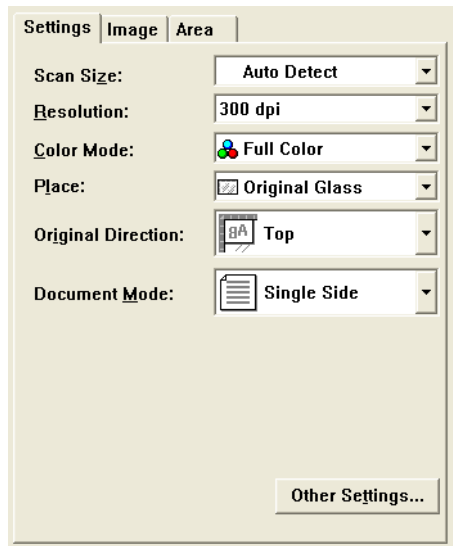 Settings Image Area
Scan Size: Auto Detect
Resolution: 300 dpi
Color Mode: Full Color
Place: Original Glass
Original Direction: AB Top
Document Mode: Single Side
Other Settings...